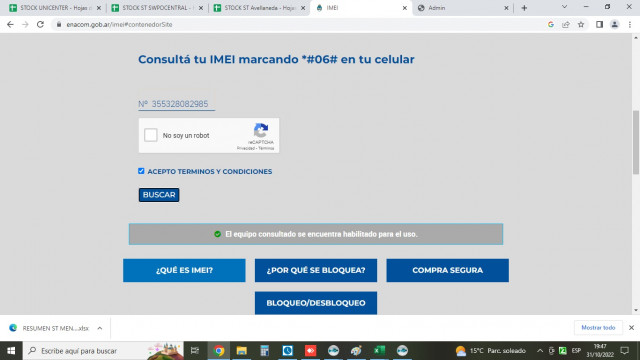 STOCK UNICENTER - Hojas d
STOCK ST SWPOCENTRAL - H
STOCK ST Avellaneda - Hojas
IMEI
Admin
enacom.gob.ar/imei#contenedorSite
Consultá tu IMEI marcando *#06# en tu celular
Nº 355328082985
No soy un robot
reCAPTCHA
Privacidad - Términos
ACEPTO TERMINOS Y CONDICIONES
BUSCAR
El equipo consultado se encuentra habilitado para el uso.
¿QUÉ ES IMEI?
¿POR QUÉ SE BLOQUEA?
COMPRA SEGURA
BLOQUEO/DESBLOQUEO
RESUMEN ST MEN....xlsx
Mostrar todo
Escribe aquí para buscar
15°C Parc. soleado
ESP
19:47
31/10/2022